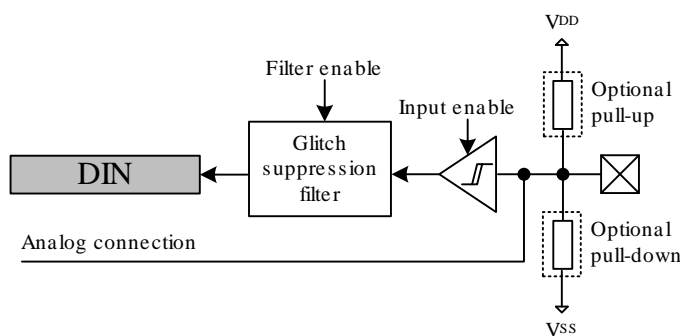 VDD
Filter enable
Input enable
Optional
pull-up
Glitch
suppression
filter
DIN
Analog connection
Optional
pull-down
VSS